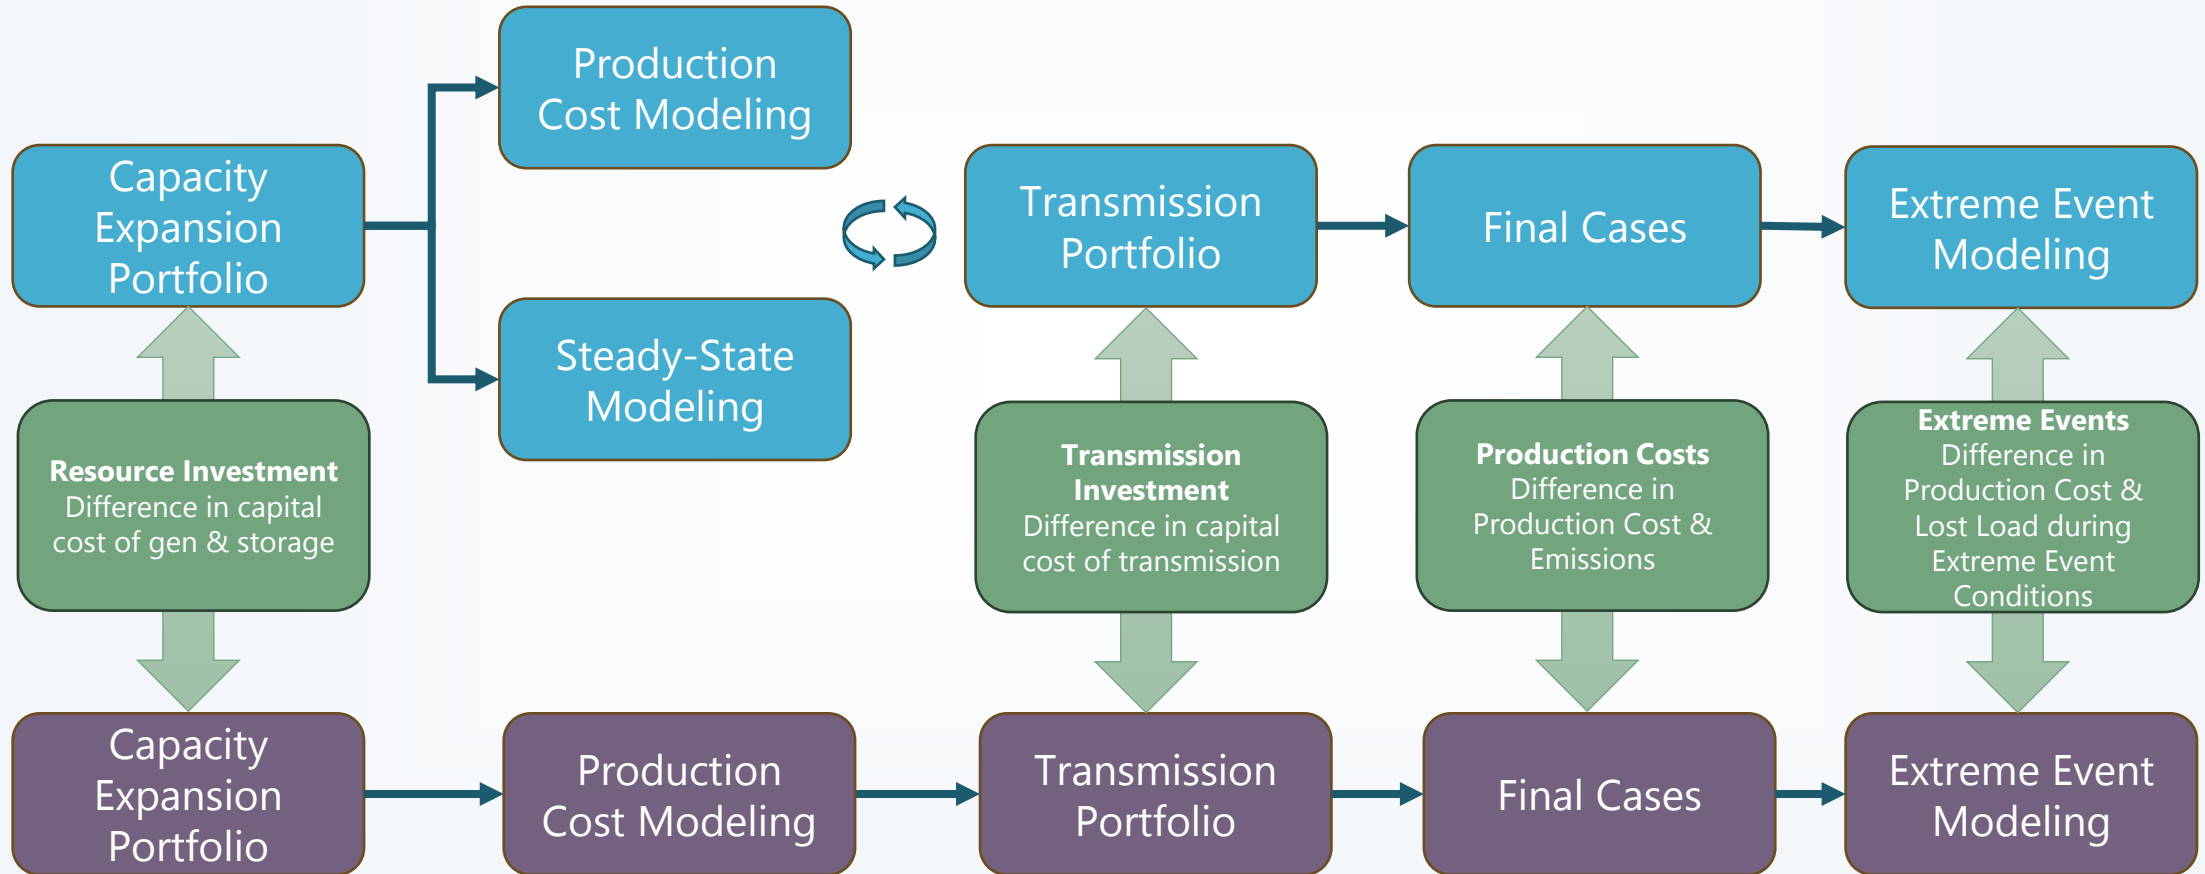 Production
Cost Modeling
Capacity
Expansion
Portfolio
Transmission
Portfolio
Final Cases
Extreme Event
Modeling
Steady-State
Modeling
Resource Investment
Difference in capital
cost of gen & storage
Transmission
Investment
Difference in capital
cost of transmission
Production Costs
Difference in
Production Cost &
Emissions
Extreme Events
Difference in
Production Cost &
Lost Load during
Extreme Event
Conditions
Capacity
Expansion
Portfolio
Production
Cost Modeling
Transmission
Portfolio
Final Cases
Extreme Event
Modeling